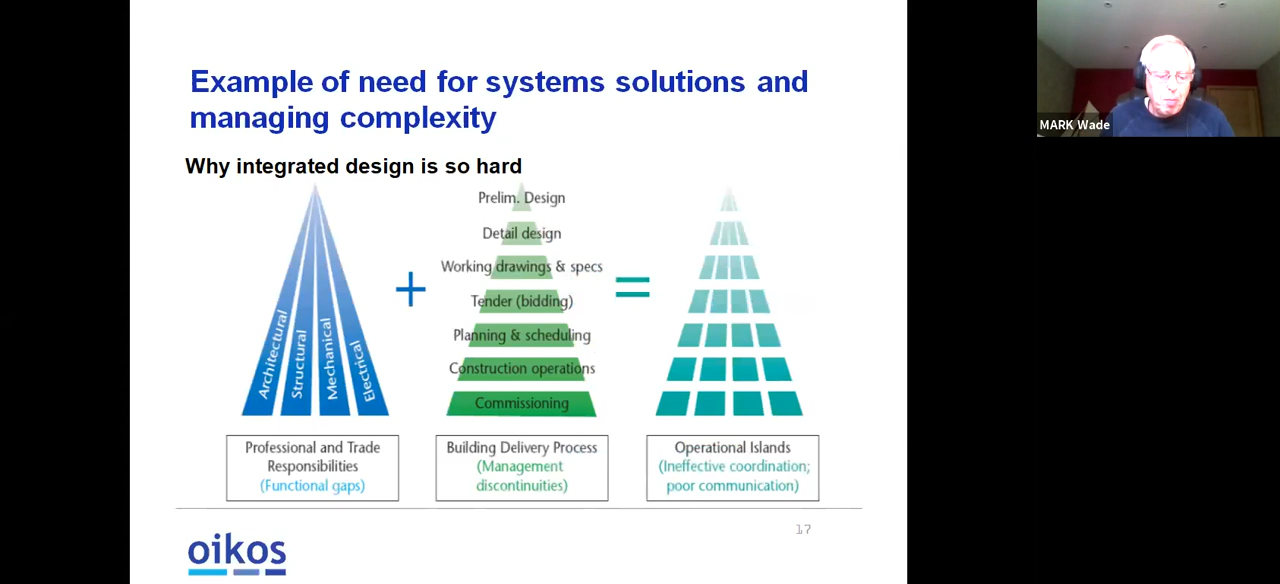 Example of need for systems solutions and
managing complexity
Why integrated design is so hard
Architectural
Structural
Mechanical
Electrical
+
Prelim. Design
Detail design
Working drawings & specs
Tender (bidding)
Planning & scheduling
Construction operations
Commissioning
=
Professional and Trade
Responsibilities
(Functional gaps)
Building Delivery Process
(Management
discontinuities)
Operational Islands
(Ineffective coordination;
poor communication)
17
oikos
MARK Wade